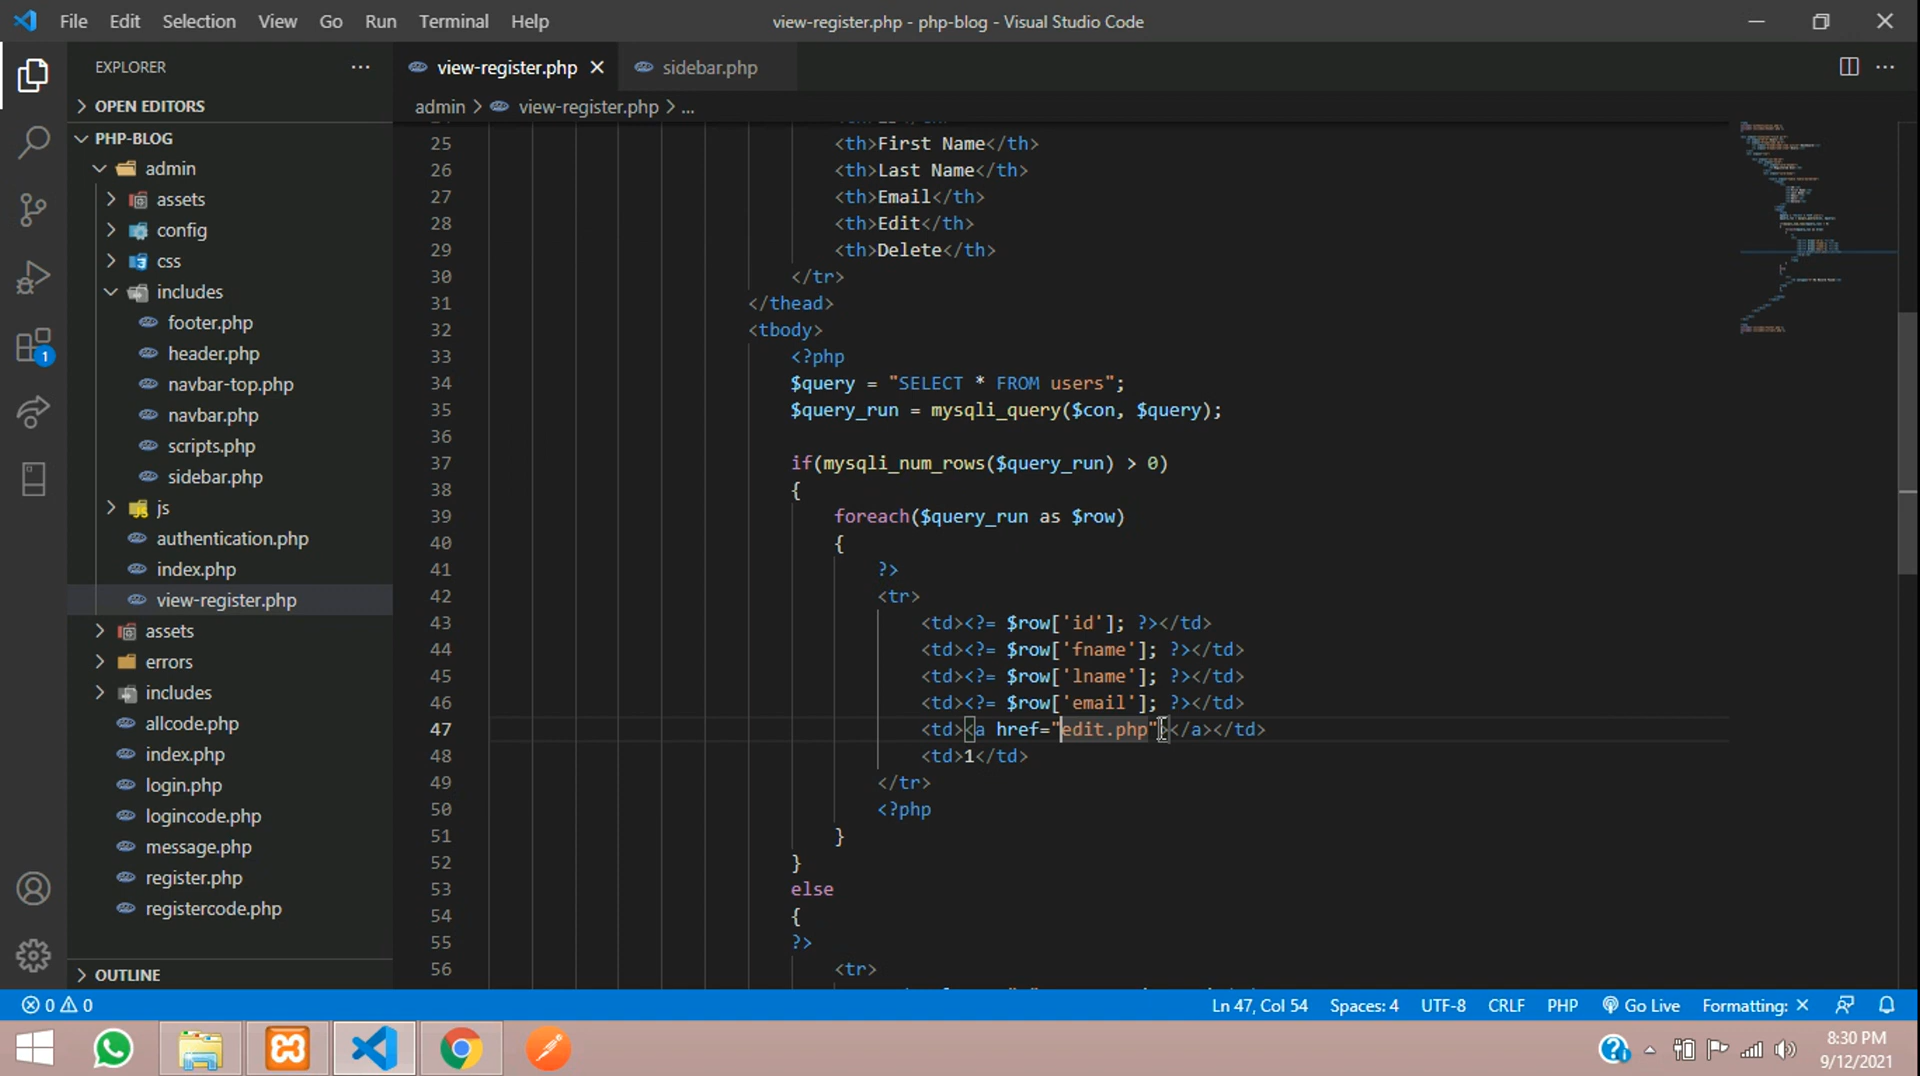 File Edit Selection View Go Run Terminal Help
view-register.php - php-blog - Visual Studio Code
EXPLORER
OPEN EDITORS
PHP-BLOG
admin
assets
config
css
includes
footer.php
header.php
navbar-top.php
navbar.php
scripts.php
sidebar.php
js
authentication.php
index.php
view-register.php
assets
errors
includes
allcode.php
index.php
login.php
logincode.php
message.php
register.php
registercode.php
OUTLINE
view-register.php
sidebar.php
admin > view-register.php > ...
25 <th>First Name</th>
26 <th>Last Name</th>
27 <th>Email</th>
28 <th>Edit</th>
29 <th>Delete</th>
30 </tr>
31 </thead>
32 <tbody>
33 <?php
34 $query = "SELECT * FROM users";
35 $query_run = mysqli_query($con, $query);
36
37 if(mysqli_num_rows($query_run) > 0)
38 {
39 foreach($query_run as $row)
40 {
41 ?>
42 <tr>
43 <td><?= $row['id']; ?></td>
44 <td><?= $row['fname']; ?></td>
45 <td><?= $row['lname']; ?></td>
46 <td><?= $row['email']; ?></td>
47 <td><a href="edit.php"></a></td>
48 <td>1</td>
49 </tr>
50 <?php
51 }
52 }
53 else
54 {
55 ?>
56 <tr>
0 0
Ln 47, Col 54 Spaces: 4 UTF-8 CRLF PHP Go Live Formatting: ×
1
8:30 PM
9/12/2021